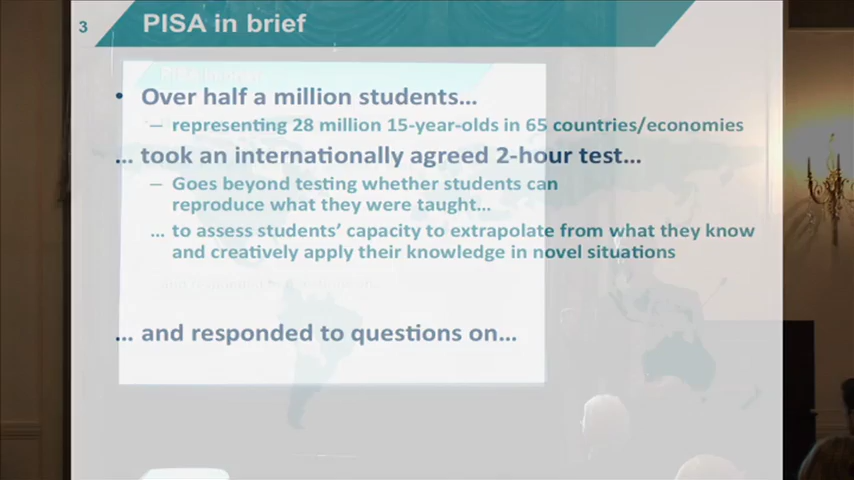 3
PISA in brief
• Over half a million students...
– representing 28 million 15-year-olds in 65 countries/economies
... took an internationally agreed 2-hour test...
– Goes beyond testing whether students can
reproduce what they were taught...
... to assess students' capacity to extrapolate from what they know
and creatively apply their knowledge in novel situations
... and responded to questions on...